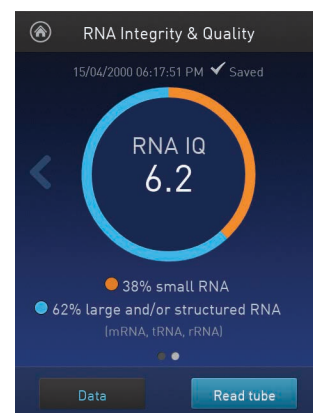 RNA Integrity & Quality
15/04/2000 06:17:51 PM ✔ Saved
RNA IQ
6.2
38% small RNA
62% large and/or structured RNA
(mRNA, tRNA, rRNA)
Data
Read tube